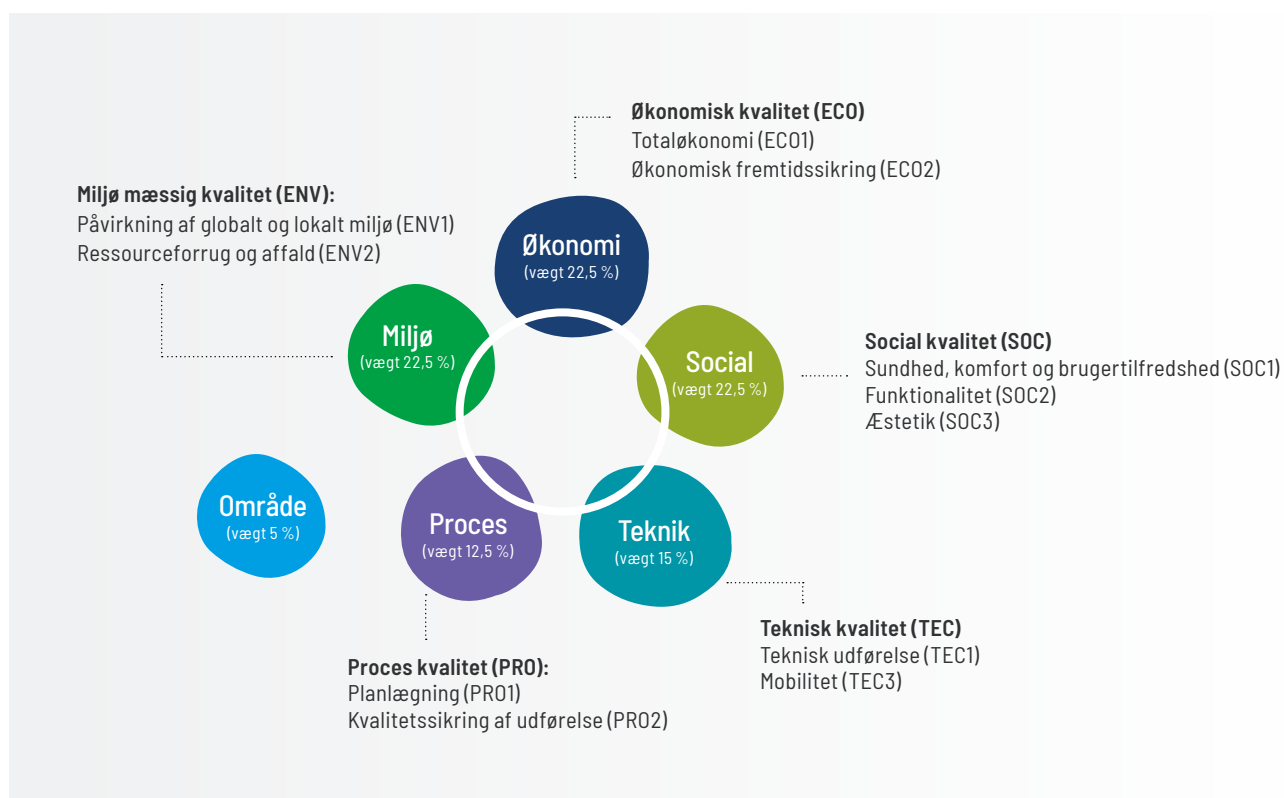 Økonomisk kvalitet (ECO)
Totaløkonomi (ECO1)
Økonomisk fremtidssikring (ECO2)
Miljø mæssig kvalitet (ENV):
Påvirkning af globalt og lokalt miljø (ENV1)
Ressourceforrug og affald (ENV2)
Økonomi
(vægt 22,5 %)
Miljø
(vægt 22,5 %)
Social
(vægt 22,5 %)
Social kvalitet (SOC)
Sundhed, komfort og brugertilfredshed (SOC1)
Funktionalitet (SOC2)
Æstetik (SOC3)
Område
(vægt 5 %)
Proces
(vægt 12,5 %)
Teknik
(vægt 15 %)
Teknisk kvalitet (TEC)
Teknisk udførelse (TEC1)
Mobilitet (TEC3)
Proces kvalitet (PRO):
Planlægning (PRO1)
Kvalitetssikring af udførelse (PRO2)